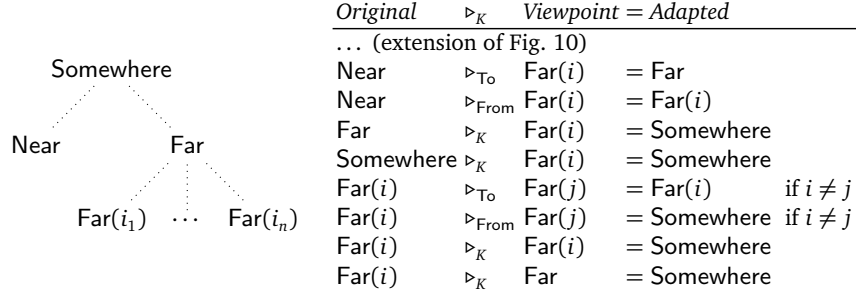 Original ▹K Viewpoint = Adapted
... (extension of Fig. 10)
Somewhere
Near Far
Far(i1) ··· Far(in)
Near ▹To Far(i) = Far
Near ▹From Far(i) = Far(i)
Far ▹K Far(i) = Somewhere
Somewhere ▹K Far(i) = Somewhere
Far(i) ▹To Far(j) = Far(i) if i ≠ j
Far(i) ▹From Far(j) = Somewhere if i ≠ j
Far(i) ▹K Far(i) = Somewhere
Far(i) ▹K Far = Somewhere